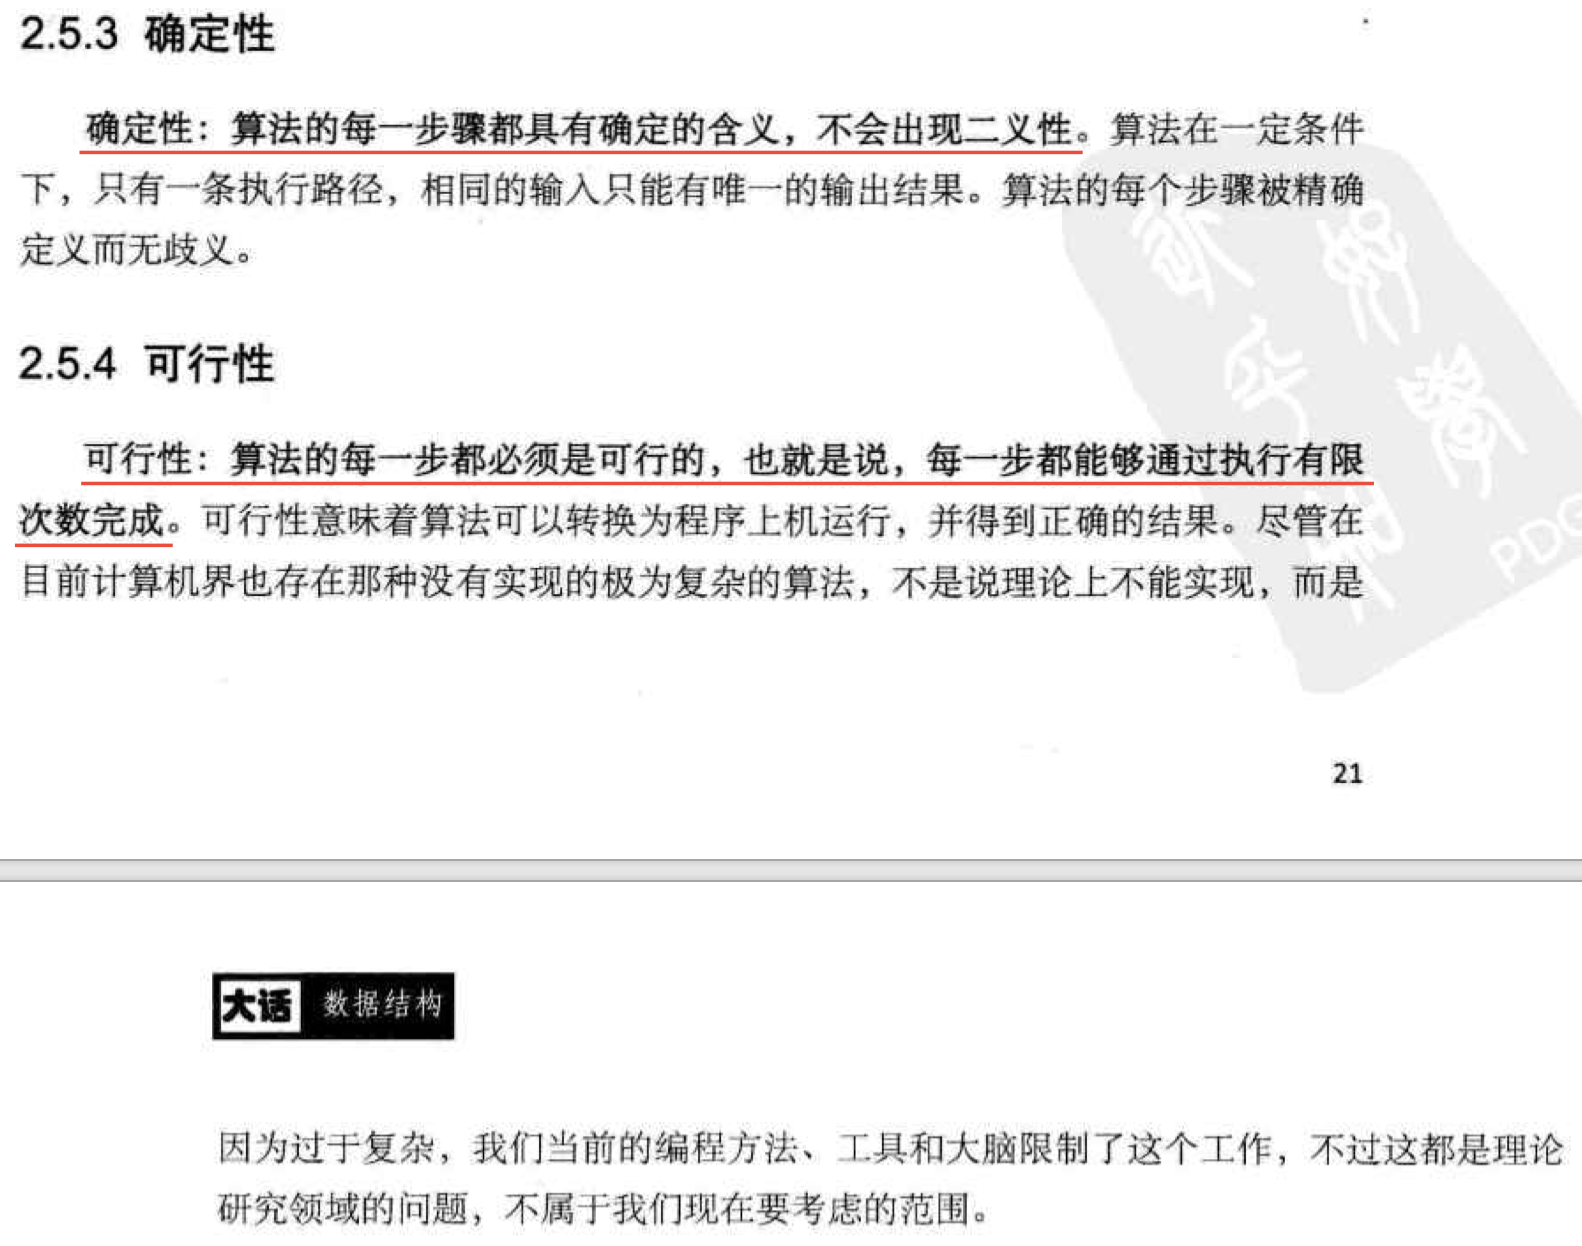 2.5.3 确定性
确定性：算法的每一步骤都具有确定的含义，不会出现二义性。算法在一定条件
下，只有一条执行路径，相同的输入只能有唯一的输出结果。算法的每个步骤被精确
定义而无歧义。
2.5.4 可行性
可行性：算法的每一步都必须是可行的，也就是说，每一步都能够通过执行有限
次数完成。可行性意味着算法可以转换为程序上机运行，并得到正确的结果。尽管在
目前计算机界也存在那种没有实现的极为复杂的算法，不是说理论上不能实现，而是
PDG
21
大话 数据结构
因为过于复杂，我们当前的编程方法、工具和大脑限制了这个工作，不过这都是理论
研究领域的问题，不属于我们现在要考虑的范围。